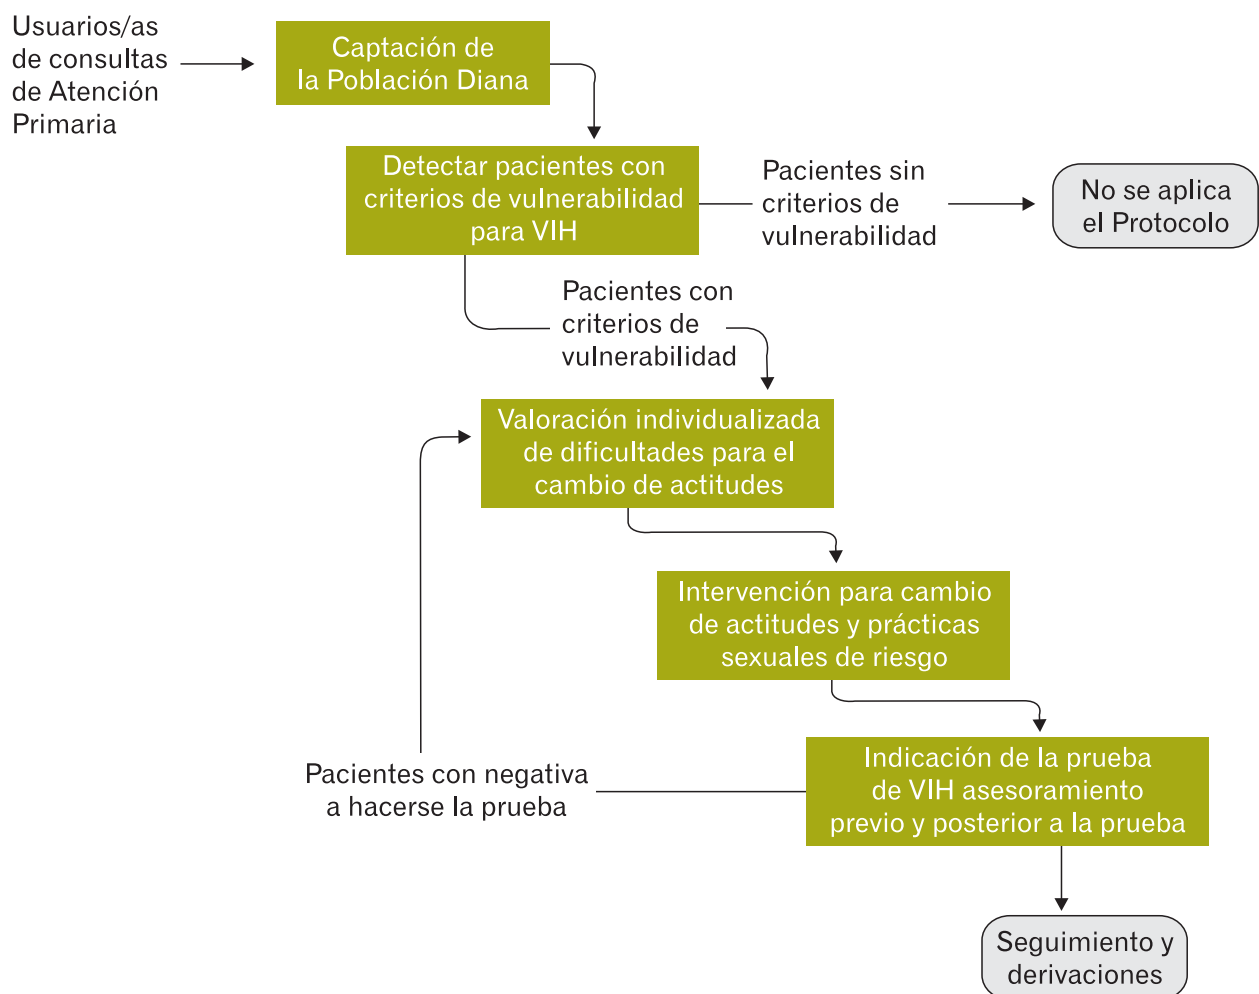 Usuarios/as
de consultas
de Atención
Primaria
Captación de
la Población Diana
Detectar pacientes con
criterios de vulnerabilidad
para VIH
Pacientes sin
criterios de
vulnerabilidad
No se aplica
el Protocolo
Pacientes con
criterios de
vulnerabilidad
Valoración individualizada
de dificultades para el
cambio de actitudes
Intervención para cambio
de actitudes y prácticas
sexuales de riesgo
Indicación de la prueba
de VIH asesoramiento
previo y posterior a la prueba
Pacientes con negativa
a hacerse la prueba
Seguimiento y
derivaciones